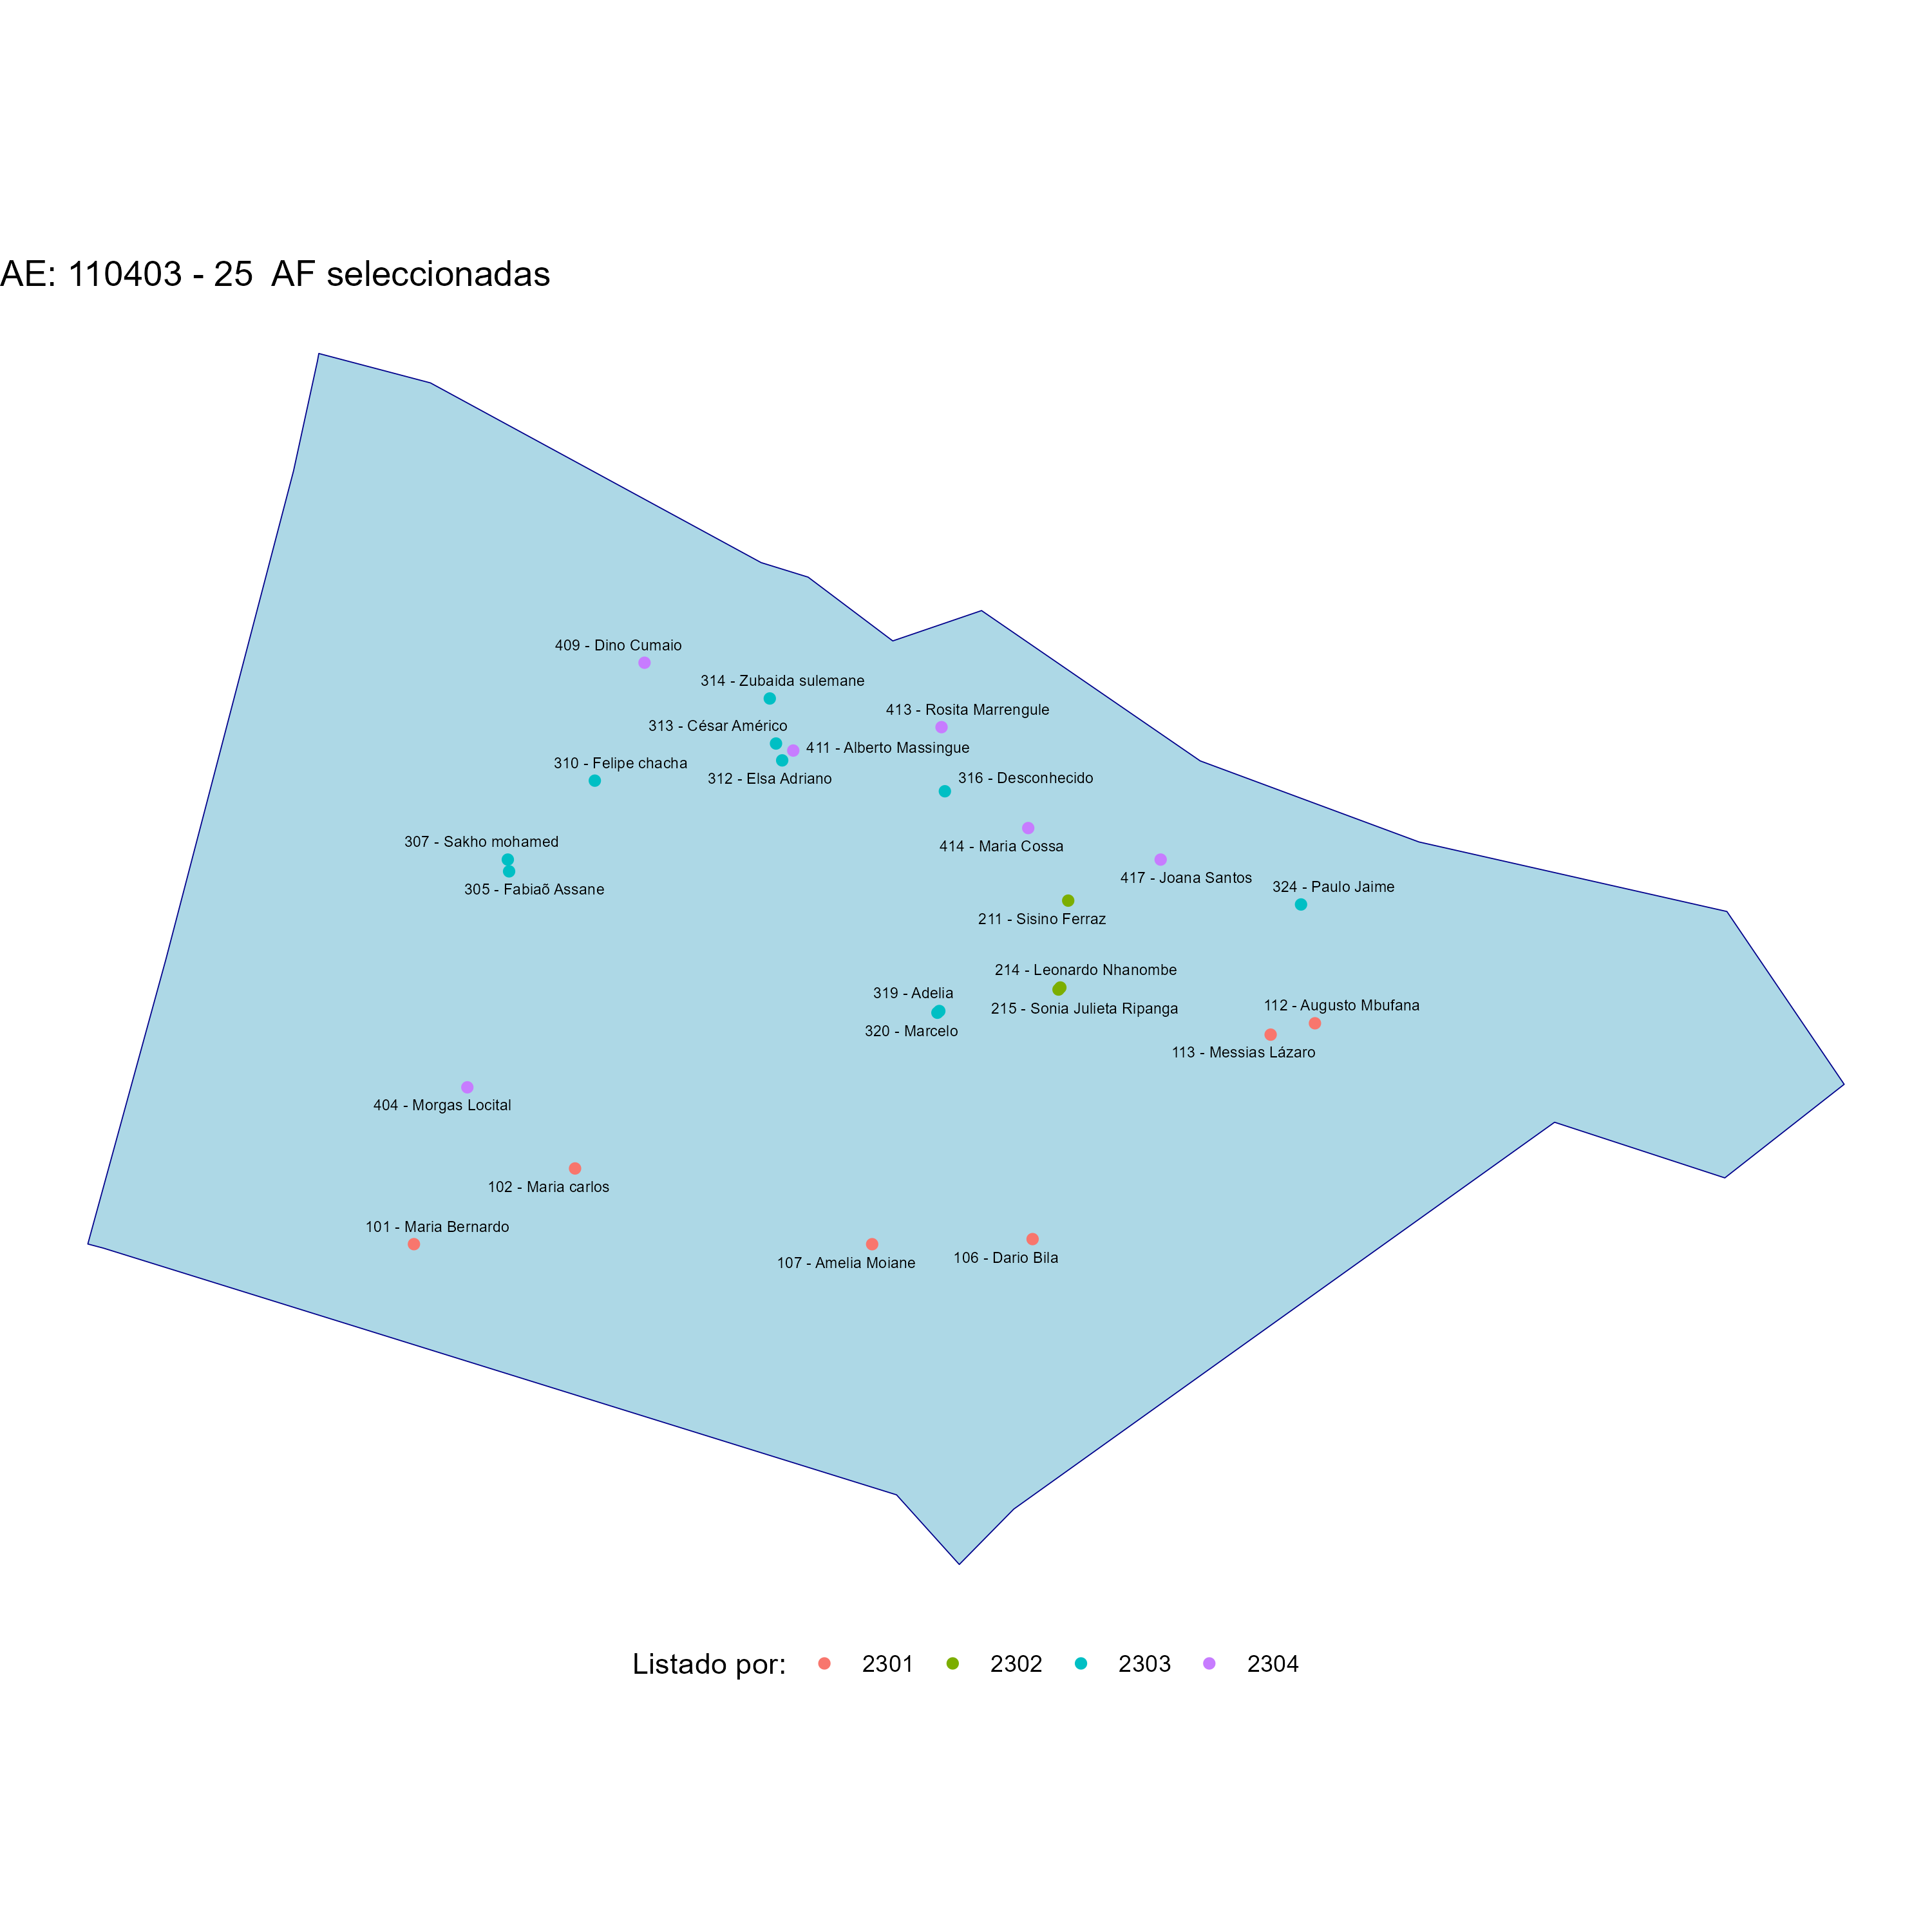 AE: 110403 - 25  AF seleccionadas
409 - Dino Cumaio
314 - Zubaida sulemane
413 - Rosita Marrengule
313 - César Américo
411 - Alberto Massingue
310 - Felipe chacha
312 - Elsa Adriano
316 - Desconhecido
307 - Sakho mohamed
414 - Maria Cossa
417 - Joana Santos
305 - Fabiaõ Assane
324 - Paulo Jaime
211 - Sisino Ferraz
214 - Leonardo Nhanombe
319 - Adelia
215 - Sonia Julieta Ripanga
112 - Augusto Mbufana
320 - Marcelo
113 - Messias Lázaro
404 - Morgas Locital
102 - Maria carlos
101 - Maria Bernardo
107 - Amelia Moiane
106 - Dario Bila
Listado por: 2301 2302 2303 2304